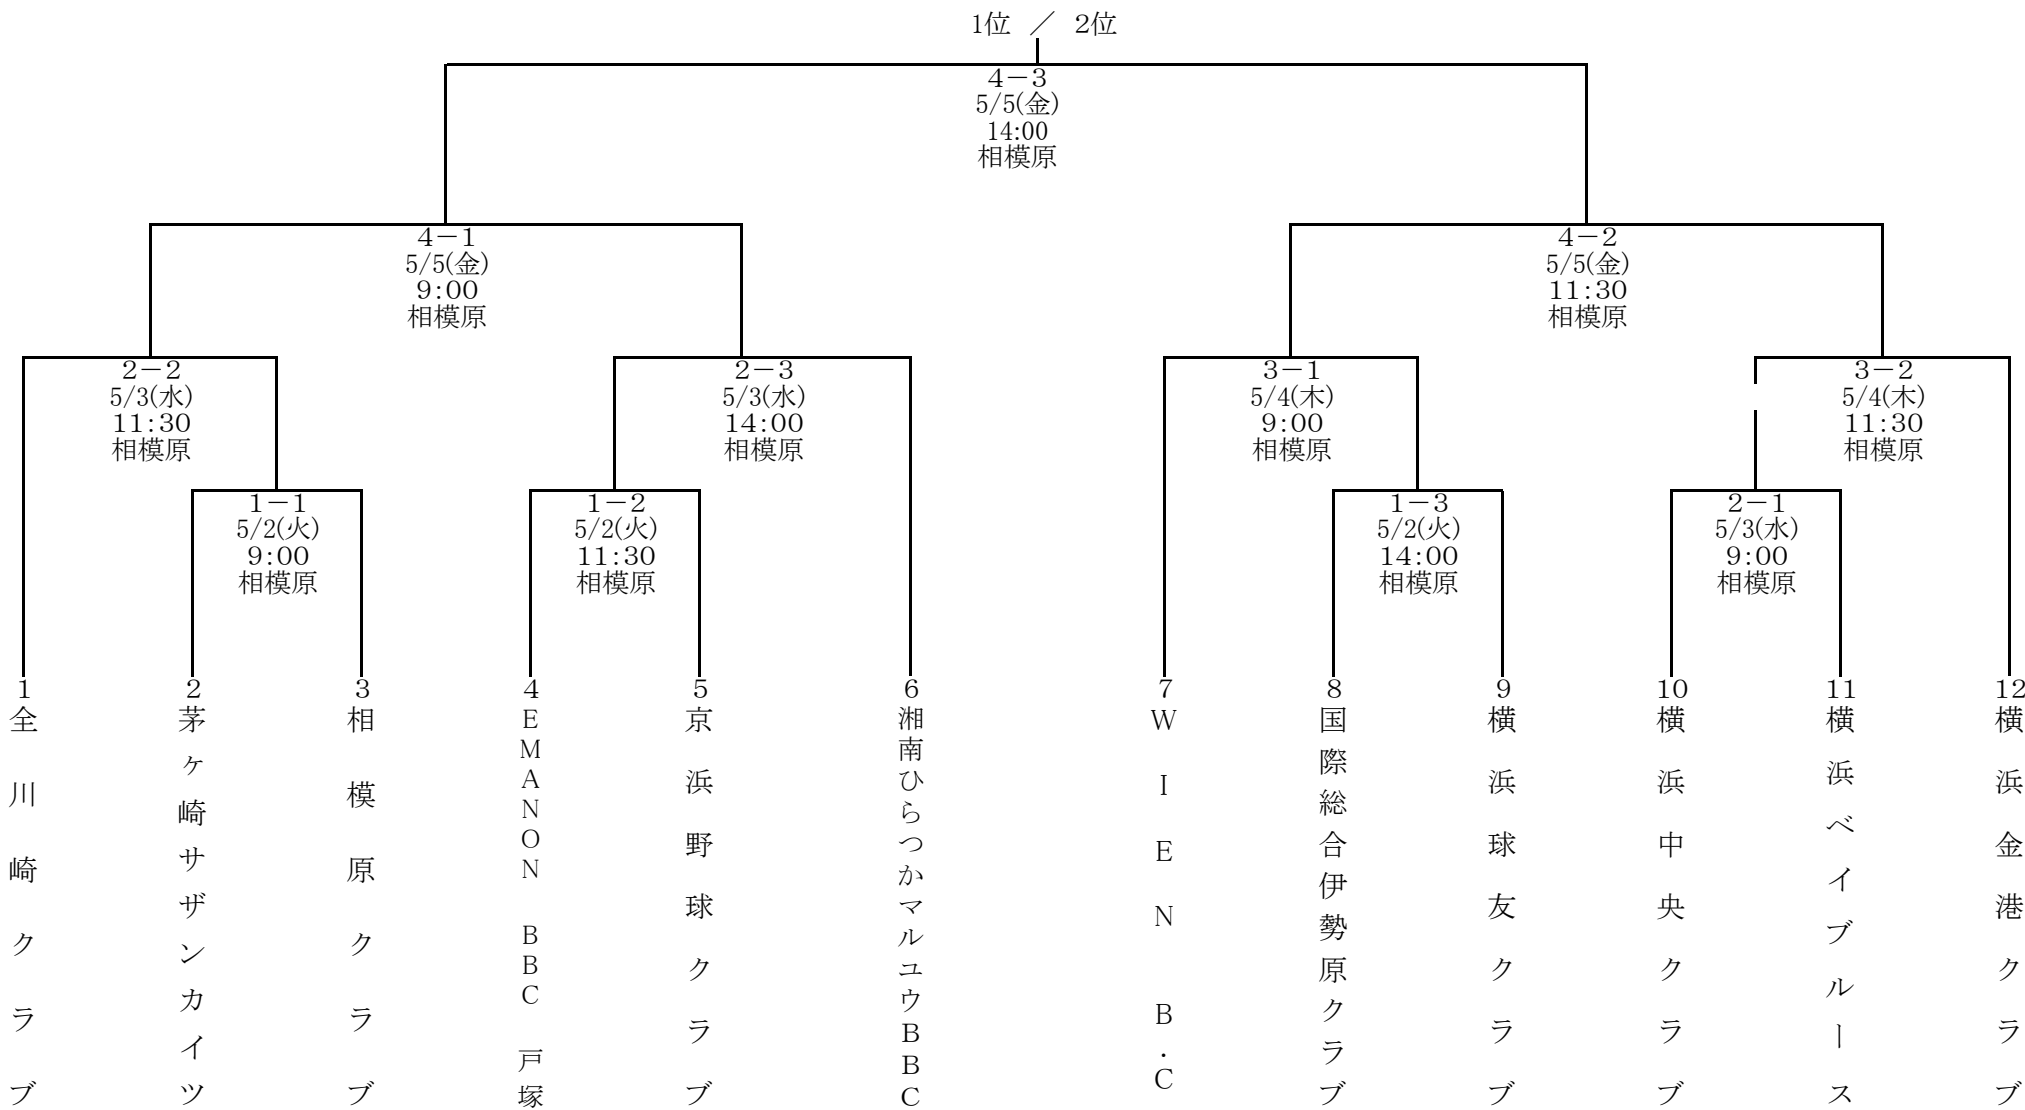 1位 ／ 2位
4－3
5/5(金)
14:00
相模原
4－1
5/5(金)
9:00
相模原
4－2
5/5(金)
11:30
相模原
2－2
5/3(水)
11:30
相模原
2－3
5/3(水)
14:00
相模原
3－1
5/4(木)
9:00
相模原
3－2
5/4(木)
11:30
相模原
1－1
5/2(火)
9:00
相模原
1－2
5/2(火)
11:30
相模原
1－3
5/2(火)
14:00
相模原
2－1
5/3(水)
9:00
相模原
1
全川崎クラブ
2
茅ヶ崎サザンカイツ
3
相模原クラブ
4
EMANON BBC 戸塚
5
京浜野球クラブ
6
湘南ひらつかマルユウBBC
7
WIEN B.C
8
国際総合伊勢原クラブ
9
横浜球友クラブ
10
横浜中央クラブ
11
横浜ベイブルース
12
横浜金港クラブ